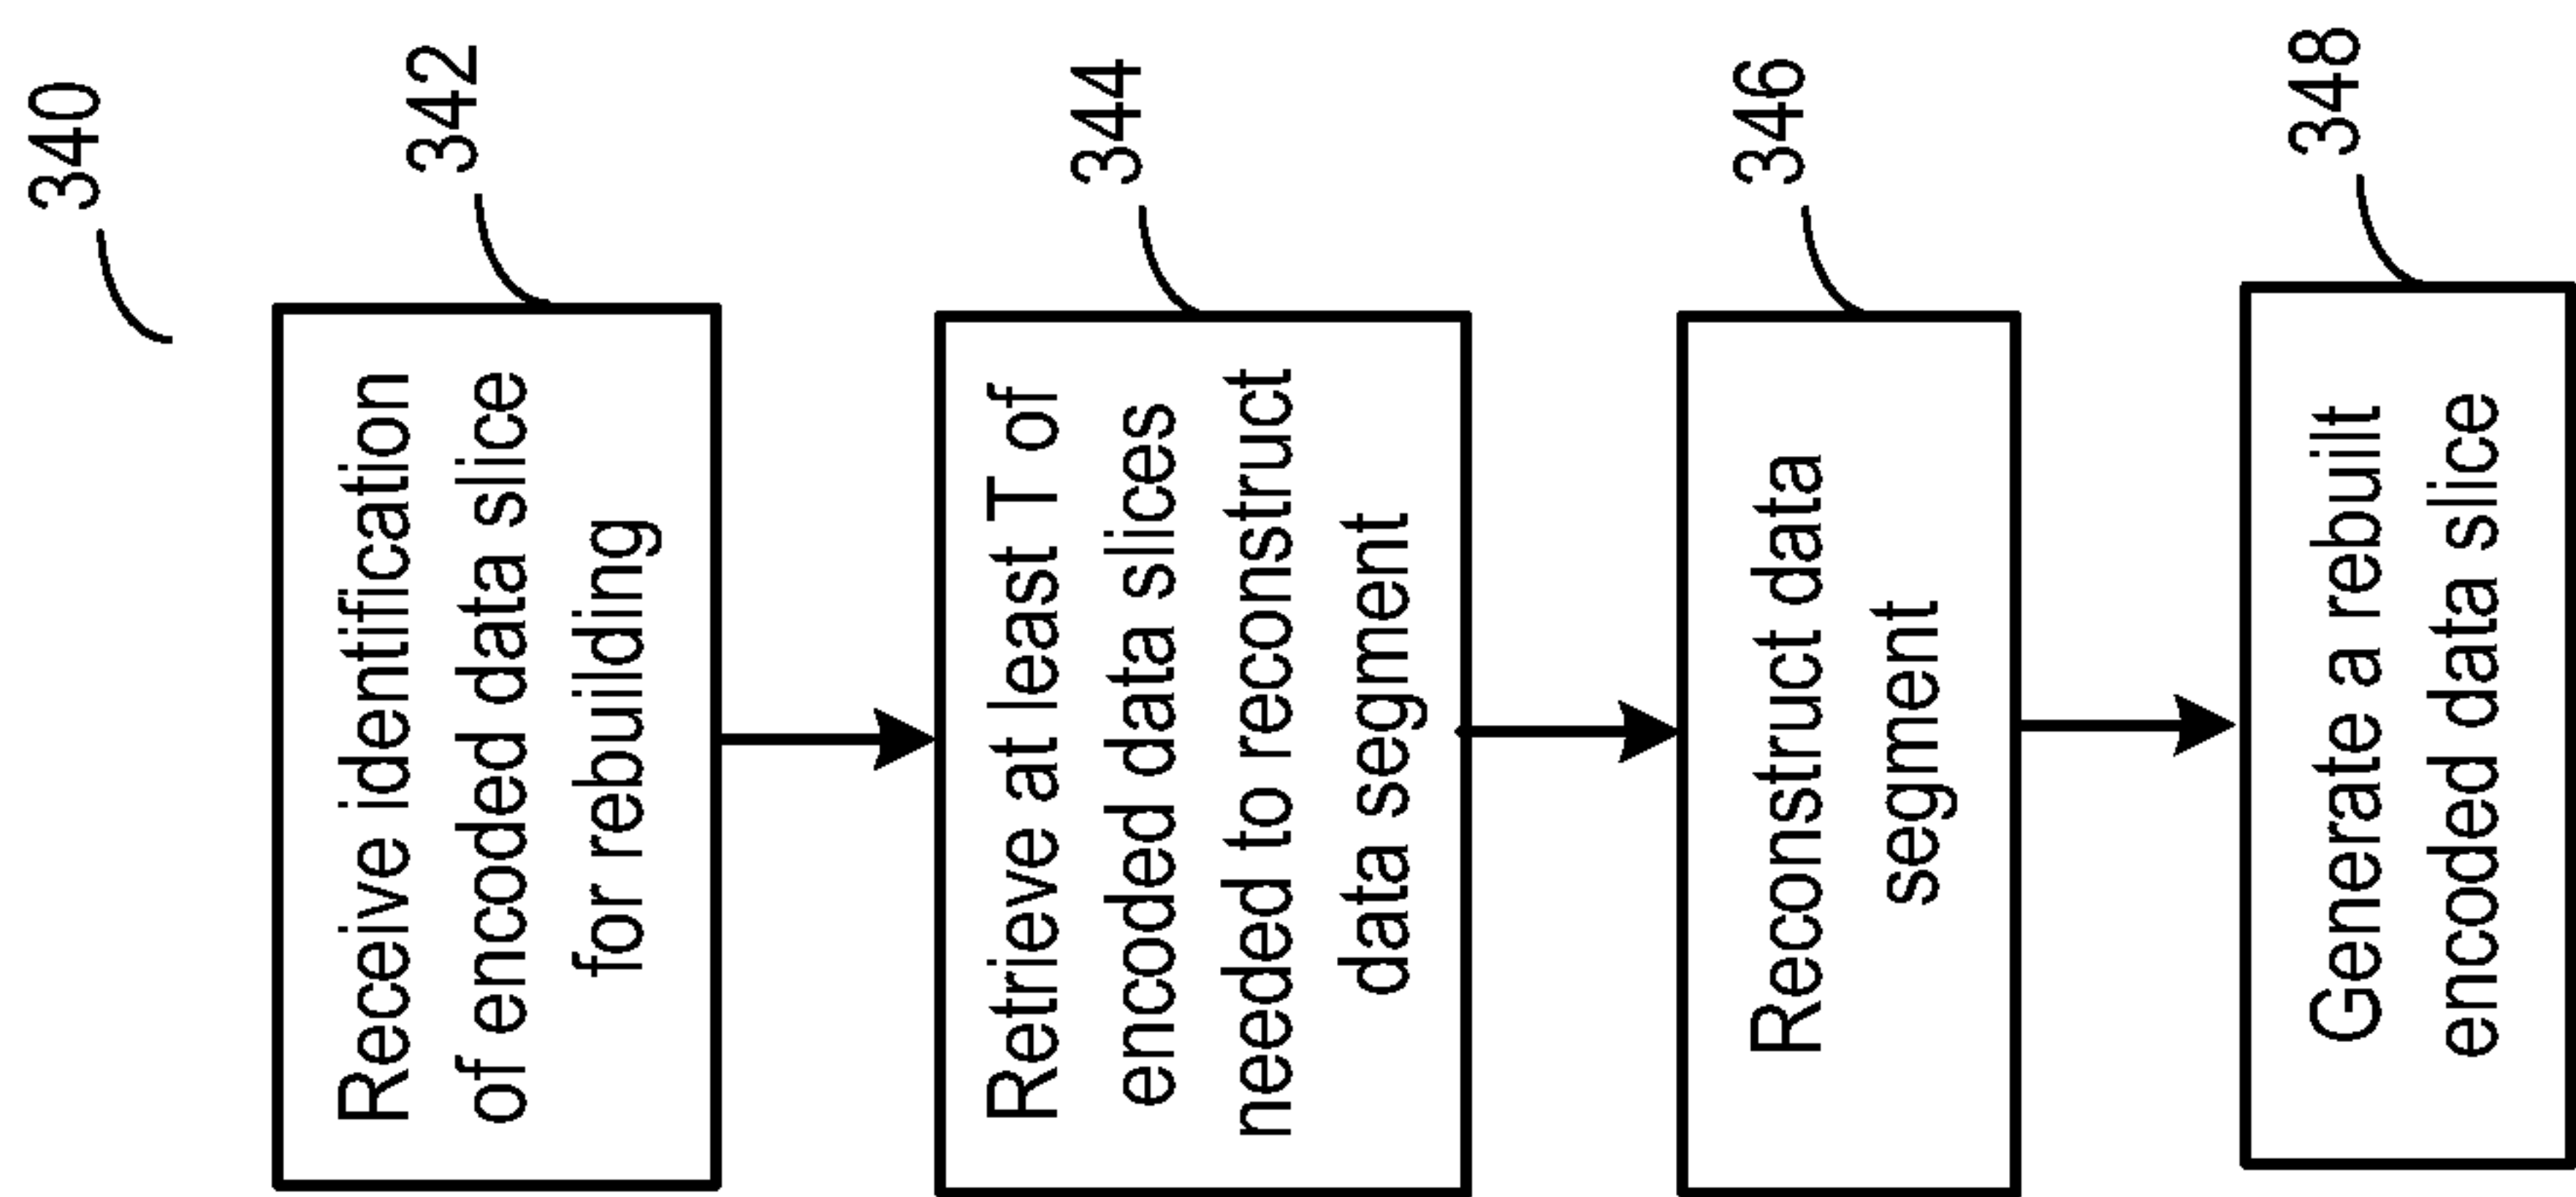 340
342
Receive identification
of encoded data slice
for rebuilding
344
Retrieve at least T of
encoded data slices
needed to reconstruct
data segment
346
Reconstruct data
segment
348
Generate a rebuilt
encoded data slice